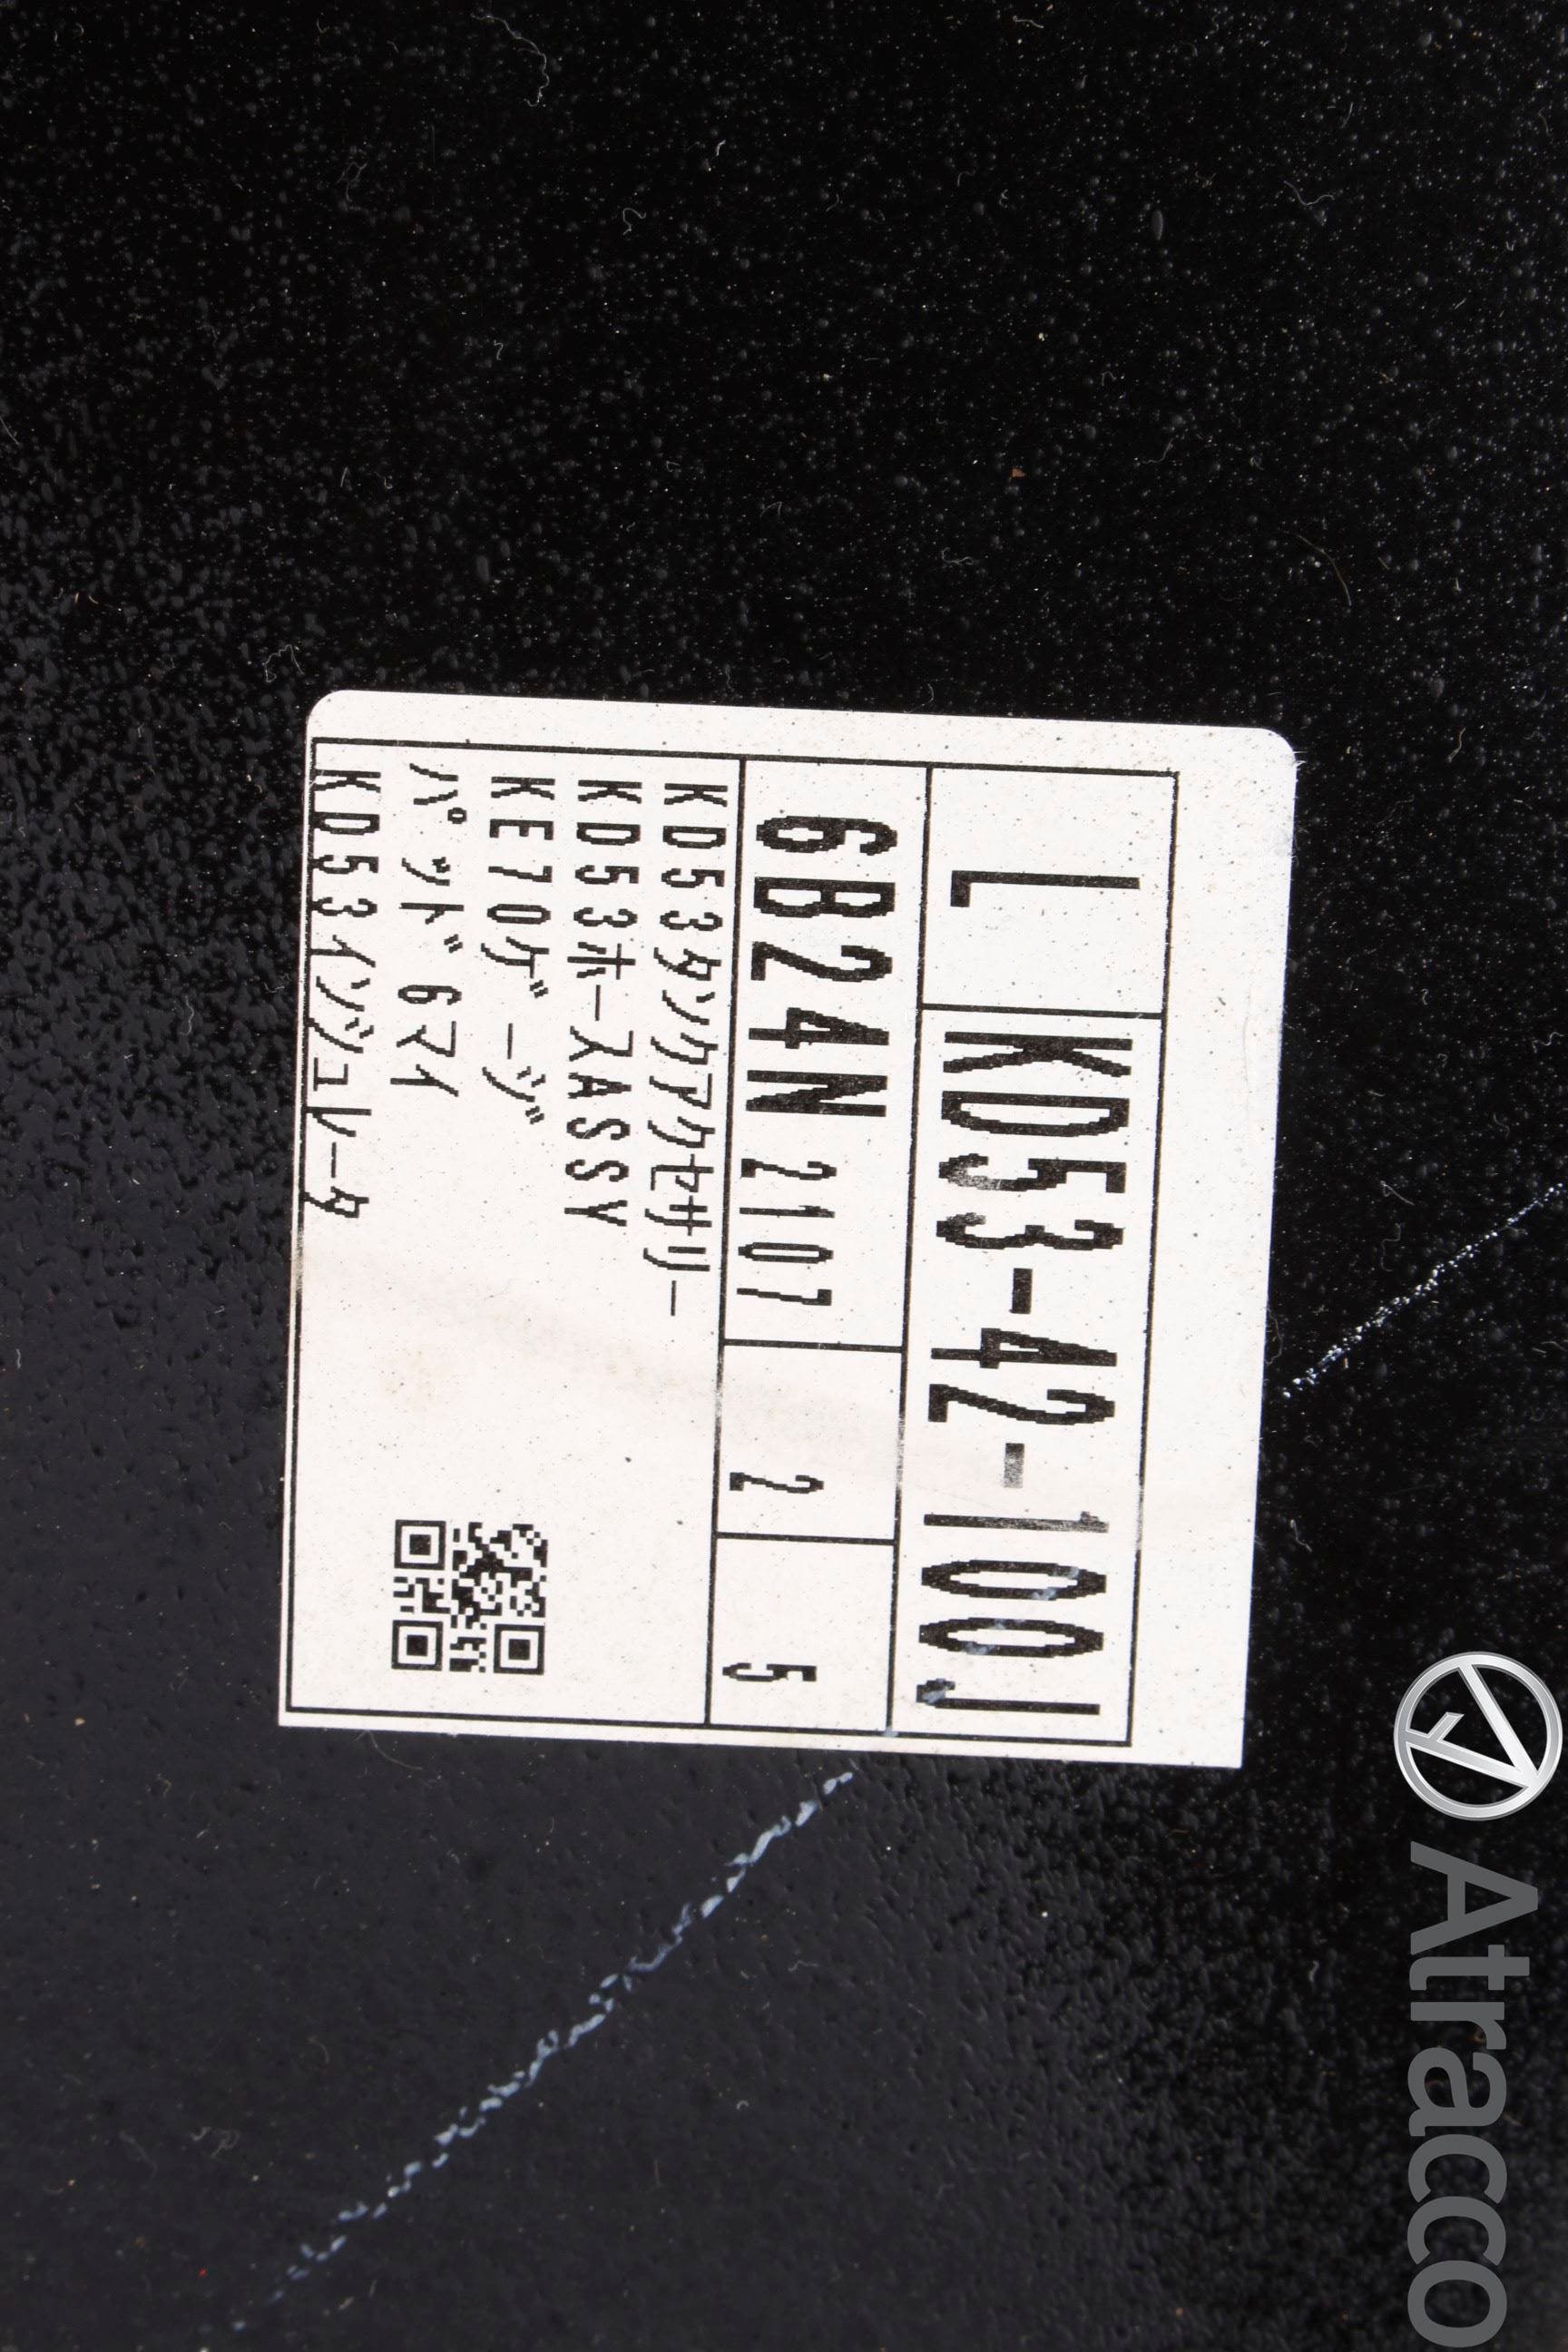 L KD53-42-100J
6B24N 2107 2 5
KD53タンクアクセサリー
KD53ホースASSY
KE70ゲージ
パッド6マイ
KD53インジュレータ
Atracco